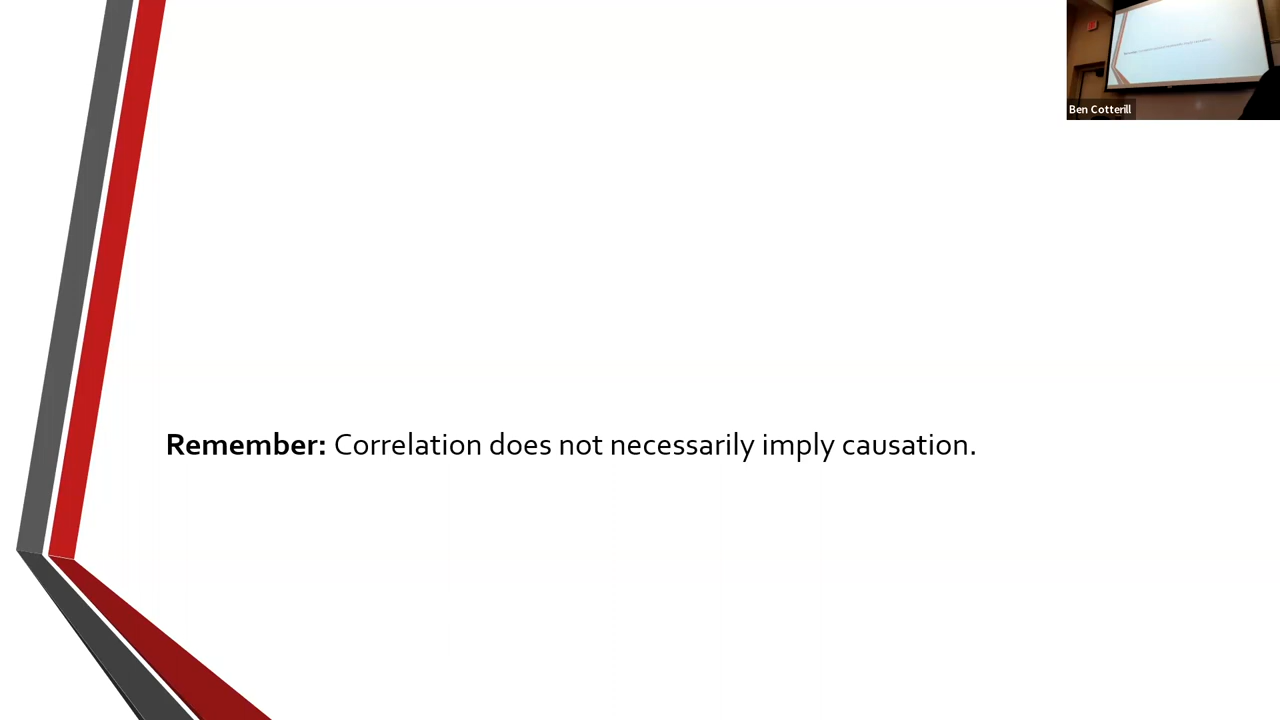 Ben Cotterill
Remember: Correlation does not necessarily imply causation.